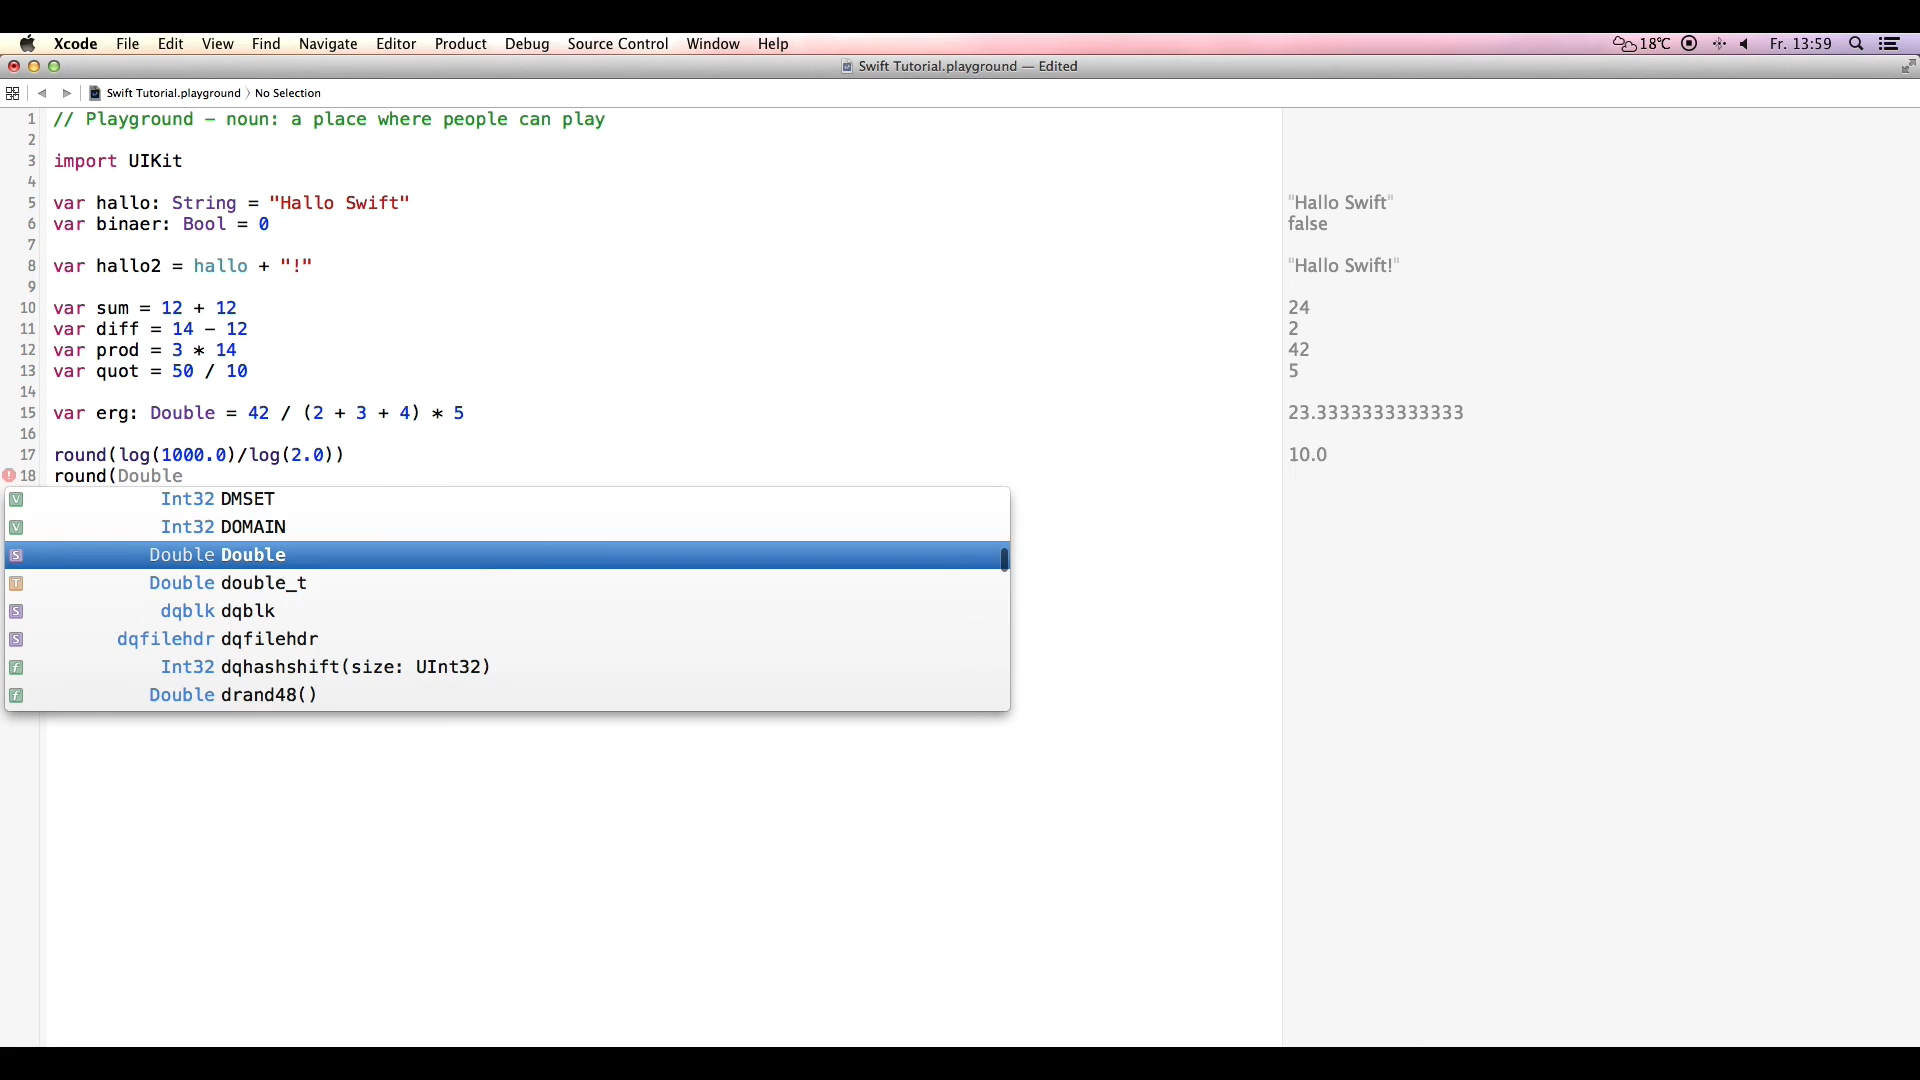 Xcode File Edit View Find Navigate Editor Product Debug Source Control Window Help 18°C Fr. 13:59
Swift Tutorial.playground — Edited
Swift Tutorial.playground 〉 No Selection
1 // Playground - noun: a place where people can play
2
3 import UIKit
4
5 var hallo: String = "Hallo Swift" "Hallo Swift"
6 var binaer: Bool = 0 false
7
8 var hallo2 = hallo + "!" "Hallo Swift!"
9
10 var sum = 12 + 12 24
11 var diff = 14 - 12 2
12 var prod = 3 * 14 42
13 var quot = 50 / 10 5
14
15 var erg: Double = 42 / (2 + 3 + 4) * 5 23.3333333333333
16
17 round(log(1000.0)/log(2.0)) 10.0
! 18 round(Double
V Int32 DMSET
V Int32 DOMAIN
S Double Double
T Double double_t
S dqblk dqblk
S dqfilehdr dqfilehdr
f Int32 dqhashshift(size: UInt32)
f Double drand48()